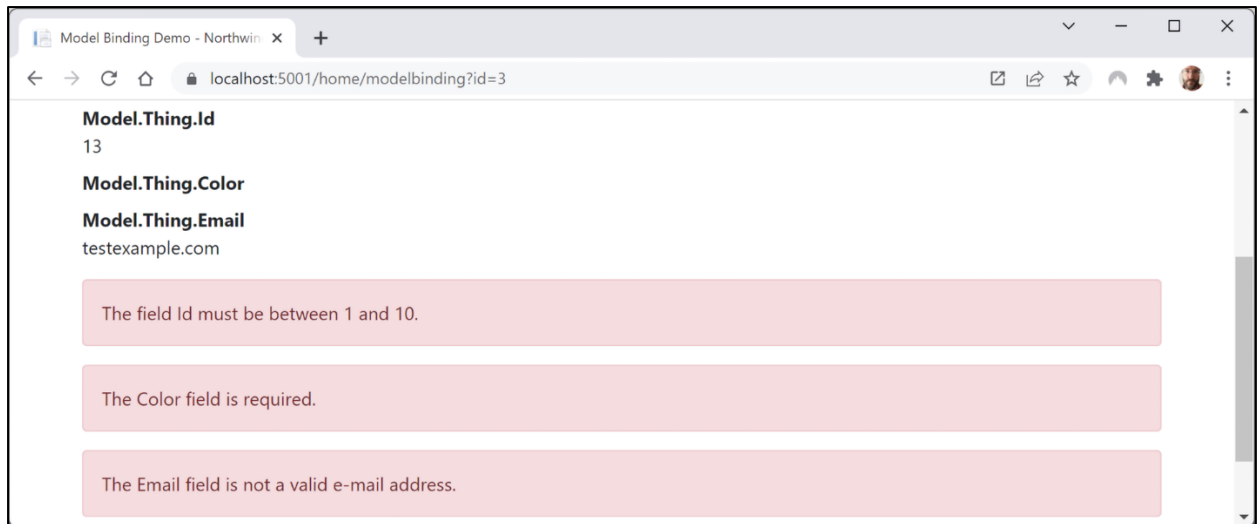 Model Binding Demo - Northwin
localhost:5001/home/modelbinding?id=3
Model.Thing.Id
13
Model.Thing.Color
Model.Thing.Email
testexample.com
The field Id must be between 1 and 10.
The Color field is required.
The Email field is not a valid e-mail address.